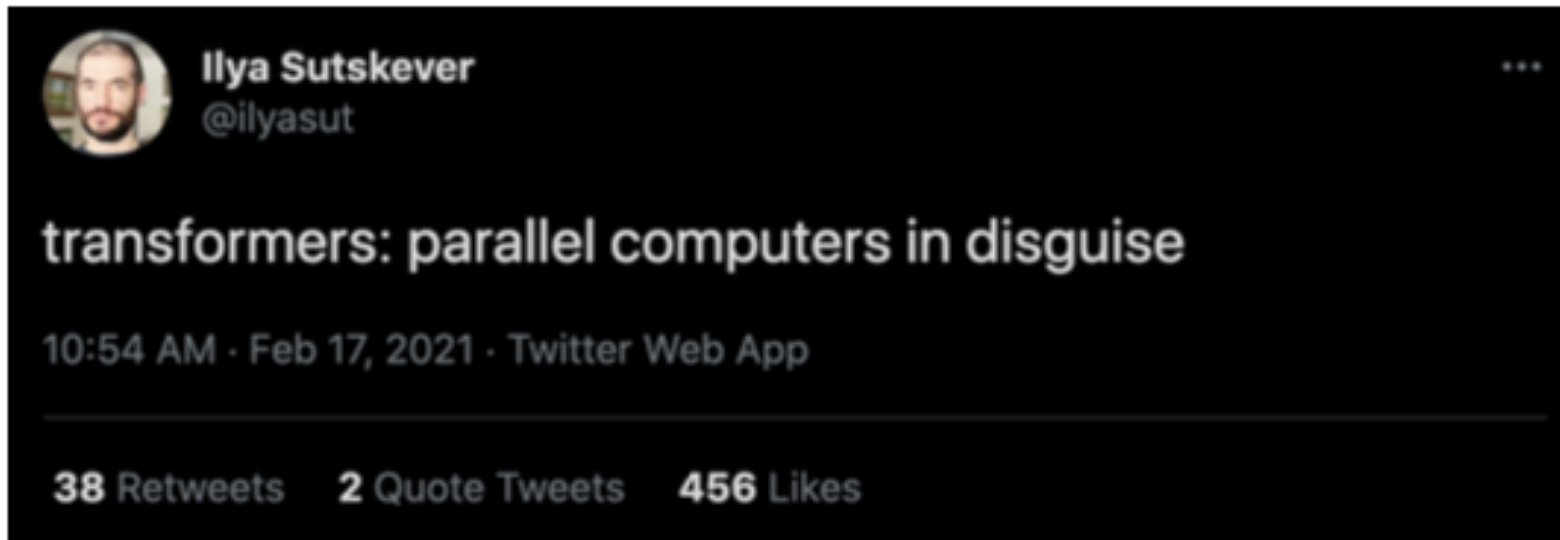 Ilya Sutskever
@ilyasut
transformers: parallel computers in disguise
10:54 AM · Feb 17, 2021 · Twitter Web App
38 Retweets 2 Quote Tweets 456 Likes